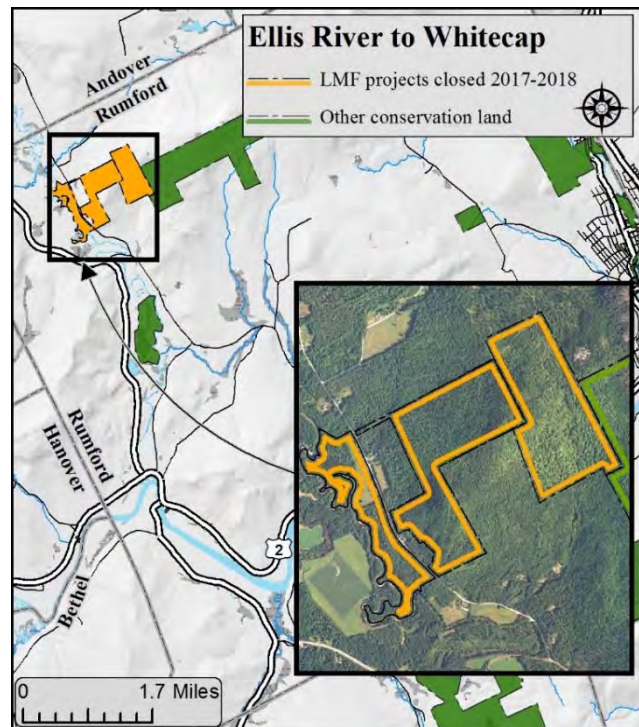 Ellis River to Whitecap
LMF projects closed 2017-2018
Other conservation land
Andover
Rumford
Rumford
Hanover
Bethel
2
0 1.7 Miles